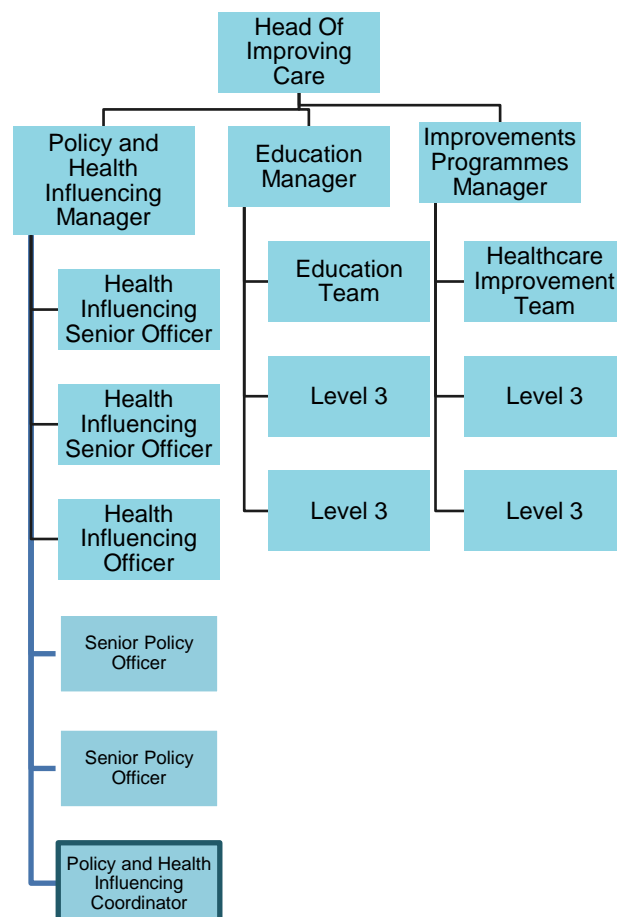 Head Of
Improving
Care
Policy and
Health
Influencing
Manager
Education
Manager
Improvements
Programmes
Manager
Health
Influencing
Senior Officer
Education
Team
Healthcare
Improvement
Team
Health
Influencing
Senior Officer
Level 3
Level 3
Health
Influencing
Officer
Level 3
Level 3
Senior Policy
Officer
Senior Policy
Officer
Policy and Health
Influencing
Coordinator